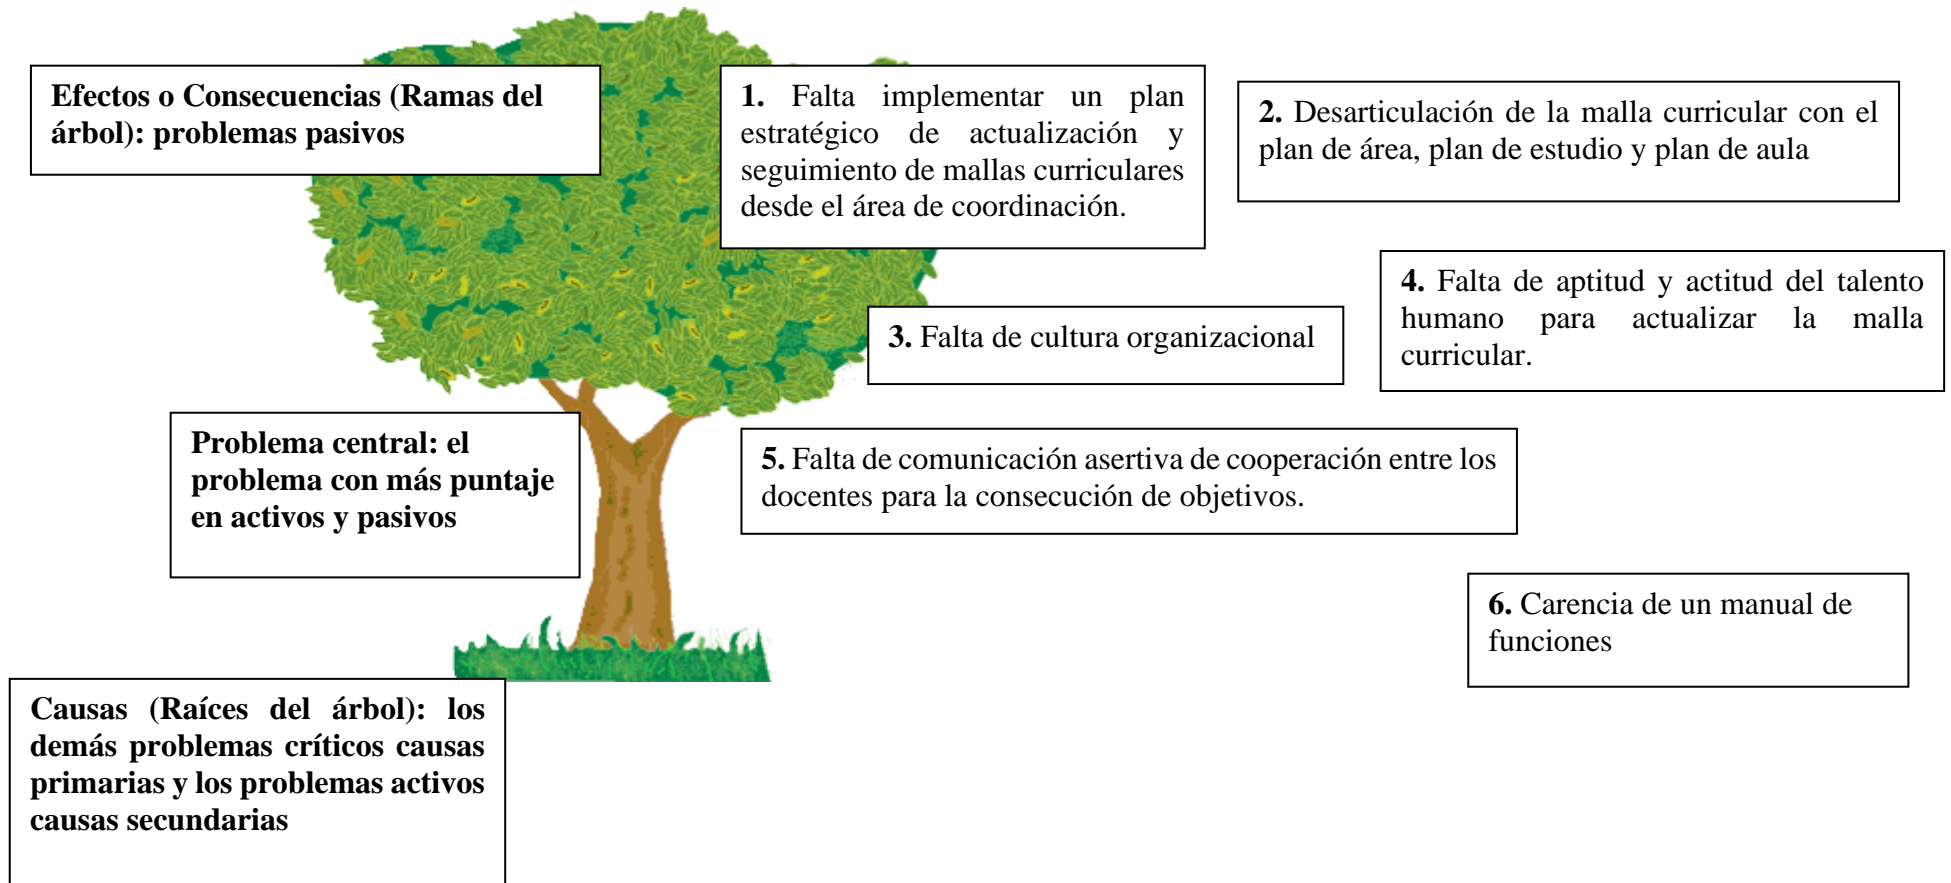 Efectos o Consecuencias (Ramas del
árbol): problemas pasivos
1. Falta implementar un plan
estratégico de actualización y
seguimiento de mallas curriculares
desde el área de coordinación.
2. Desarticulación de la malla curricular con el
plan de área, plan de estudio y plan de aula
3. Falta de cultura organizacional
4. Falta de aptitud y actitud del talento
humano para actualizar la malla
curricular.
Problema central: el
problema con más puntaje
en activos y pasivos
5. Falta de comunicación asertiva de cooperación entre los
docentes para la consecución de objetivos.
6. Carencia de un manual de
funciones
Causas (Raíces del árbol): los
demás problemas críticos causas
primarias y los problemas activos
causas secundarias